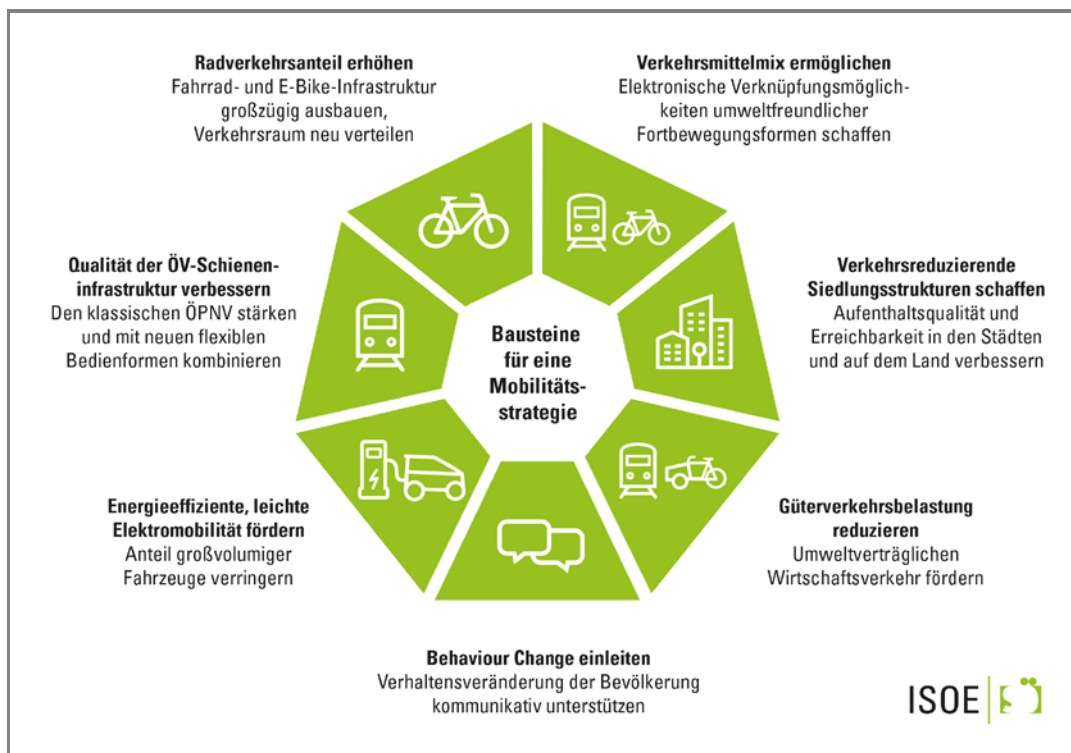 Radverkehrsanteil erhöhen
Fahrrad- und E-Bike-Infrastruktur
großzügig ausbauen,
Verkehrsraum neu verteilen
Verkehrsmittelmix ermöglichen
Elektronische Verknüpfungsmöglich-
keiten umweltfreundlicher
Fortbewegungsformen schaffen
Qualität der ÖV-Schienen-
infrastruktur verbessern
Den klassischen ÖPNV stärken
und mit neuen flexiblen
Bedienformen kombinieren
Bausteine
für eine
Mobilitäts-
strategie
Verkehrsreduzierende
Siedlungsstrukturen schaffen
Aufenthaltsqualität und
Erreichbarkeit in den Städten
und auf dem Land verbessern
Energieeffiziente, leichte
Elektromobilität fördern
Anteil großvolumiger
Fahrzeuge verringern
Güterverkehrsbelastung
reduzieren
Umweltverträglichen
Wirtschaftsverkehr fördern
Behaviour Change einleiten
Verhaltensveränderung der Bevölkerung
kommunikativ unterstützen
ISOE